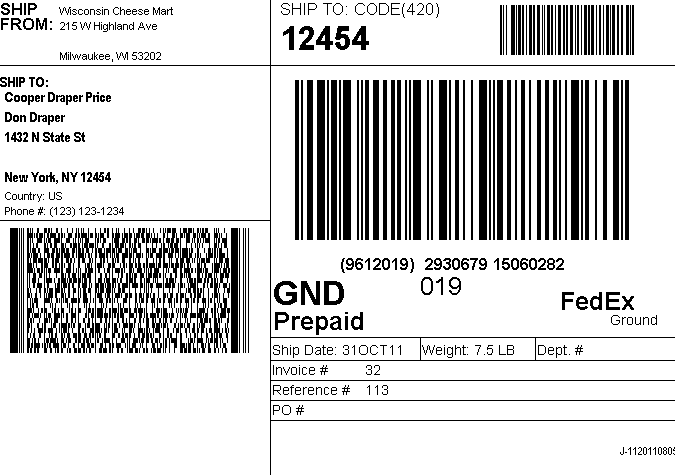 SHIP FROM:
Wisconsin Cheese Mart
215 W Highland Ave
Milwaukee, WI 53202
SHIP TO: CODE(420)
12454
SHIP TO:
Cooper Draper Price
Don Draper
1432 N State St
New York, NY 12454
Country: US
Phone #: (123) 123-1234
(9612019) 2930679 15060282
019
GND
Prepaid
FedEx
Ground
Ship Date: 31OCT11 Weight: 7.5 LB Dept. #
Invoice # 32
Reference # 113
PO #
J-1120110805